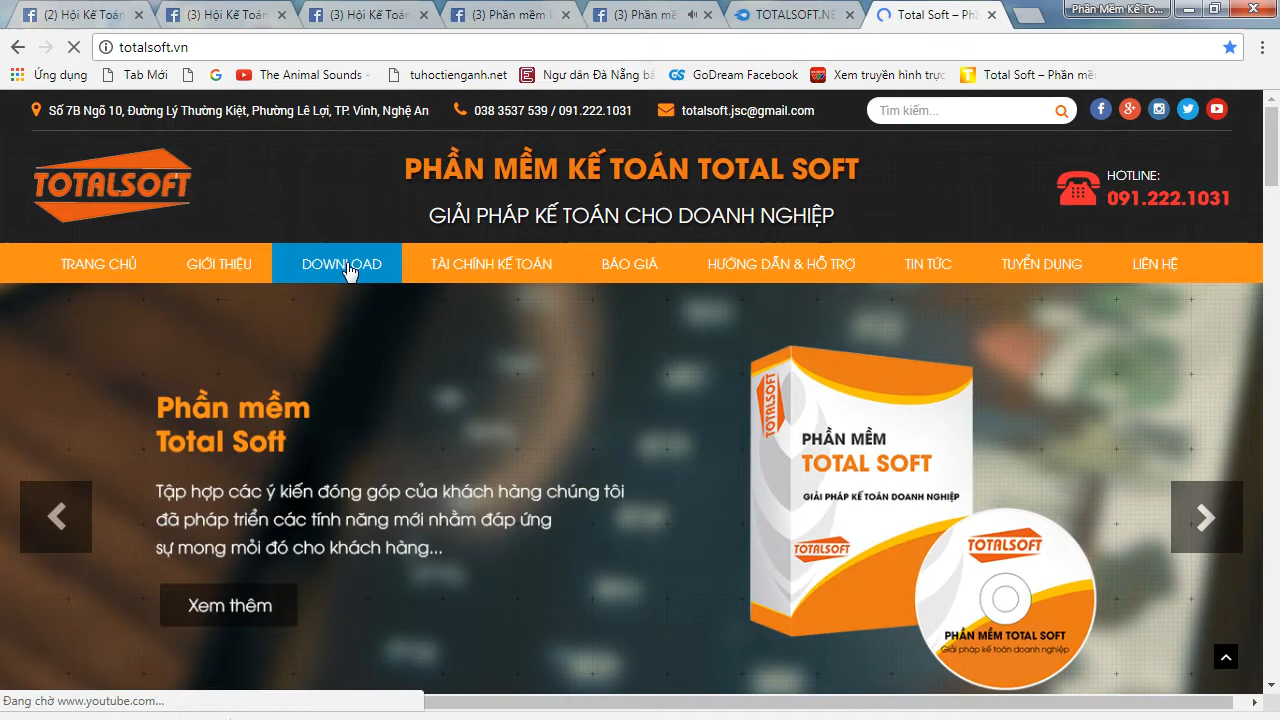 (2) Hội Kế Toán
(3) Hội Kế Toán
(3) Hội Kế Toán
(3) Phần mềm
(3) Phần mề
TOTALSOFT.NE
Total Soft – Ph
Phần Mềm Kế To...
totalsoft.vn
Ứng dụng
Tab Mới
The Animal Sounds -
tuhoctienganh.net
Ngư dân Đà Nẵng bá
GoDream Facebook
Xem truyền hình trực
Total Soft – Phần mề
Số 7B Ngõ 10, Đường Lý Thường Kiệt, Phường Lê Lợi, TP. Vinh, Nghệ An
038 3537 539 / 091.222.1031
totalsoft.jsc@gmail.com
Tìm kiếm...
TOTALSOFT
PHẦN MỀM KẾ TOÁN TOTAL SOFT
GIẢI PHÁP KẾ TOÁN CHO DOANH NGHIỆP
HOTLINE:
091.222.1031
TRANG CHỦ
GIỚI THIỆU
DOWNLOAD
TÀI CHÍNH KẾ TOÁN
BÁO GIÁ
HƯỚNG DẪN & HỖ TRỢ
TIN TỨC
TUYỂN DỤNG
LIÊN HỆ
Phần mềm
Total Soft
Tập hợp các ý kiến đóng góp của khách hàng chúng tôi
đã pháp triển các tính năng mới nhằm đáp ứng
sự mong mỏi đó cho khách hàng...
Xem thêm
TOTALSOFT
PHẦN MỀM
TOTAL SOFT
GIẢI PHÁP KẾ TOÁN DOANH NGHIỆP
TOTALSOFT
TOTALSOFT
PHẦN MỀM TOTAL SOFT
Giải pháp kế toán doanh nghiệp
Đang chờ www.youtube.com...